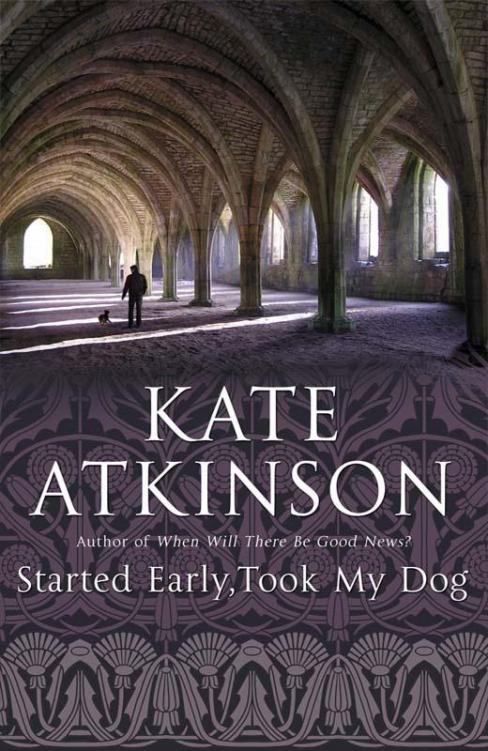 KATE
ATKINSON
Author of When Will There Be Good News?
Started Early, Took My Dog